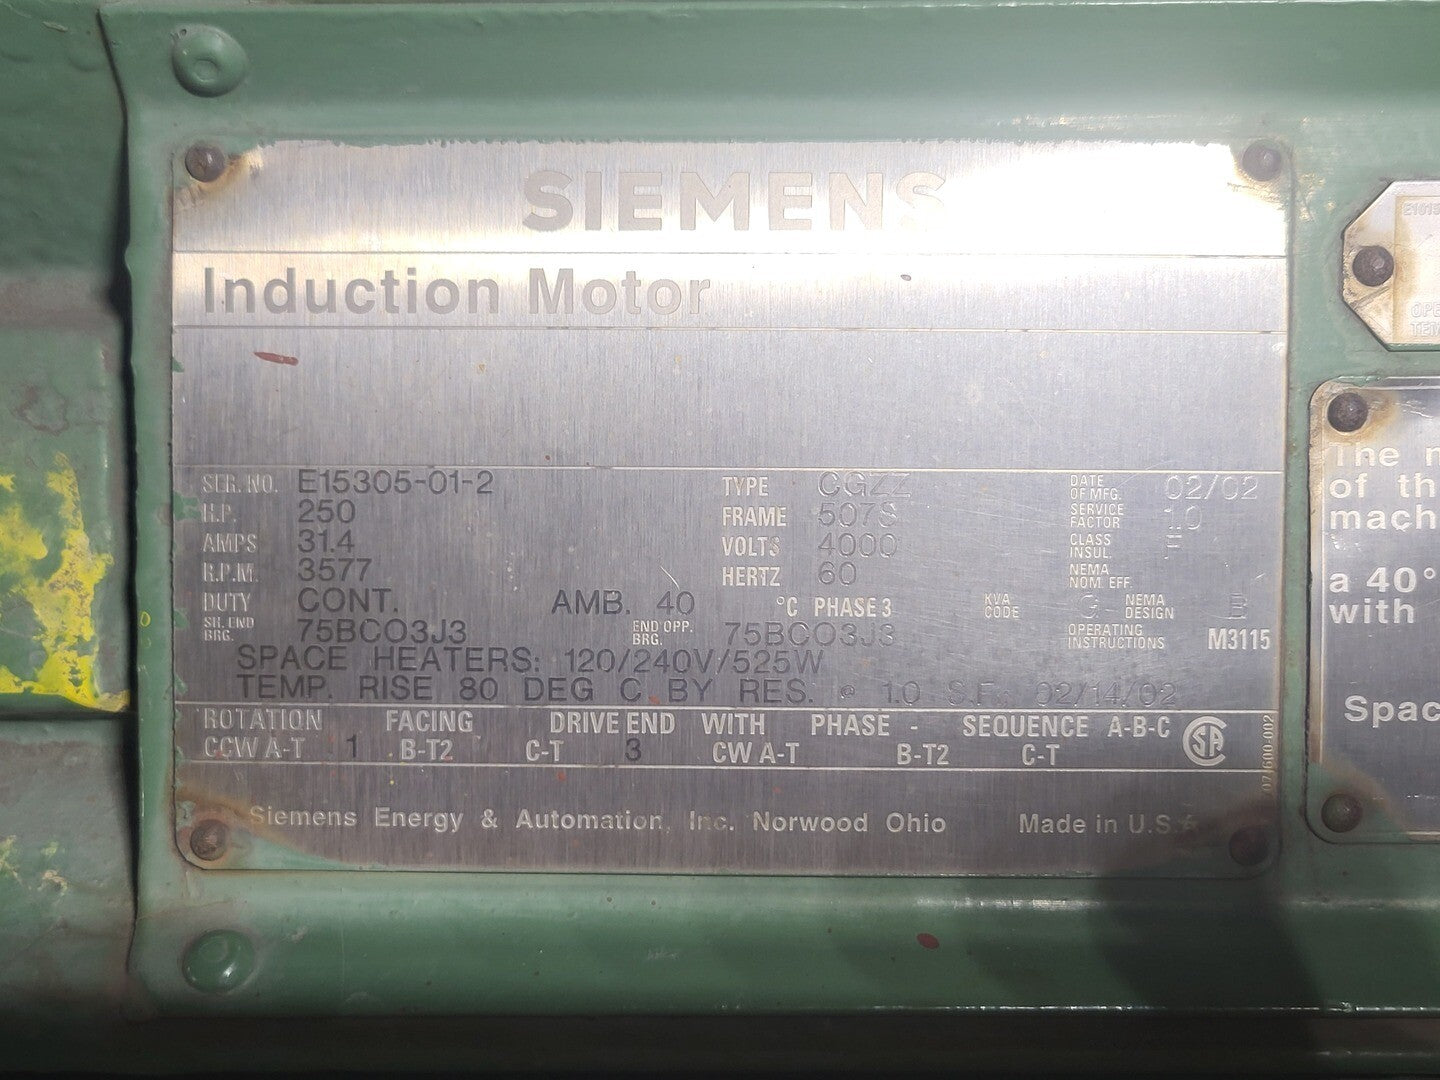 SIEMENS
Induction Motor
SER. NO. E15305-01-2 TYPE CGZZ DATE OF MFG. 02/02
H.P. 250 FRAME 507S SERVICE FACTOR 1.0
AMPS 31.4 VOLTS 4000 CLASS INSUL. F
R.P.M. 3577 HERTZ 60 NEMA NOM. EFF.
DUTY CONT. AMB. 40 °C PHASE 3 KVA CODE G NEMA DESIGN B
SH. END BRG. 75BC03J3 END OPP. BRG. 75BC03J3 OPERATING INSTRUCTIONS M3115
SPACE HEATERS: 120/240V/525W
TEMP. RISE 80 DEG C BY RES. @ 1.0 S.F. 02/14/02
ROTATION FACING DRIVE END WITH PHASE - SEQUENCE A-B-C
CCW A-T 1 B-T2 C-T 3 CW A-T B-T2 C-T
Siemens Energy & Automation, Inc. Norwood Ohio Made in U.S.A
The
of th
mach
a 40°
with
Spac